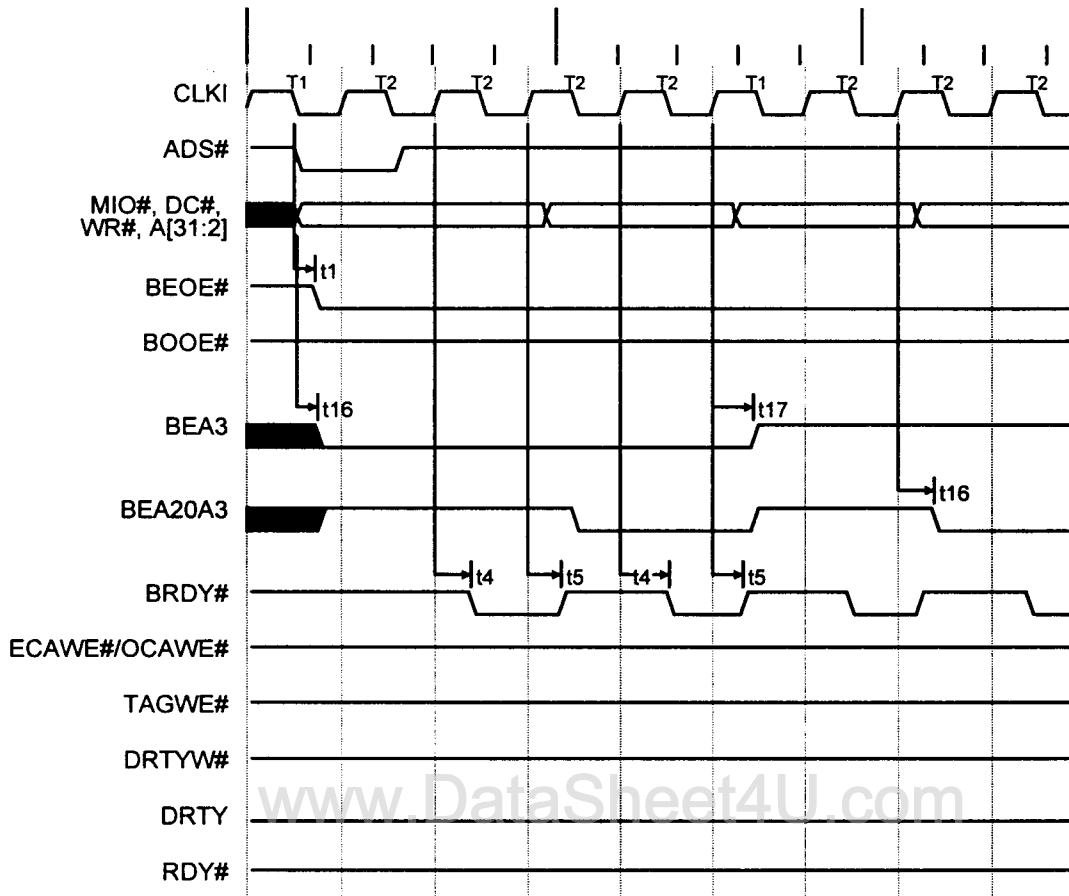 CLKI T1 T2 T2 T2 T2 T1 T2 T2 T2
ADS#
MIO#, DC#,
WR#, A[31:2]
t1
BEOE#
BOOE#
t16 t17
BEA3
t16
BEA20A3
t4 t5 t4 t5
BRDY#
ECAWE#/OCAWE#
TAGWE#
DRTYW#
www.DataSheet4U.com
DRTY
RDY#